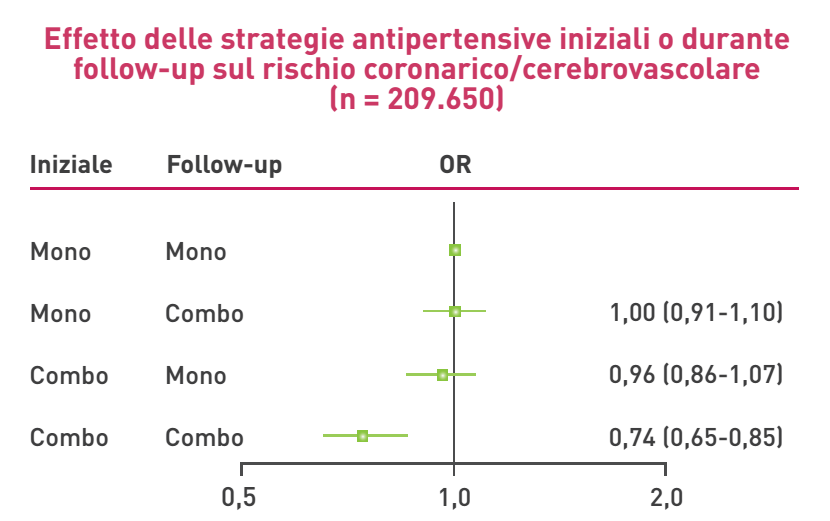 Effetto delle strategie antipertensive iniziali o durante
follow-up sul rischio coronarico/cerebrovascolare
(n = 209.650)
Iniziale Follow-up OR
Mono Mono
Mono Combo 1,00 (0,91-1,10)
Combo Mono 0,96 (0,86-1,07)
Combo Combo 0,74 (0,65-0,85)
0,5 1,0 2,0